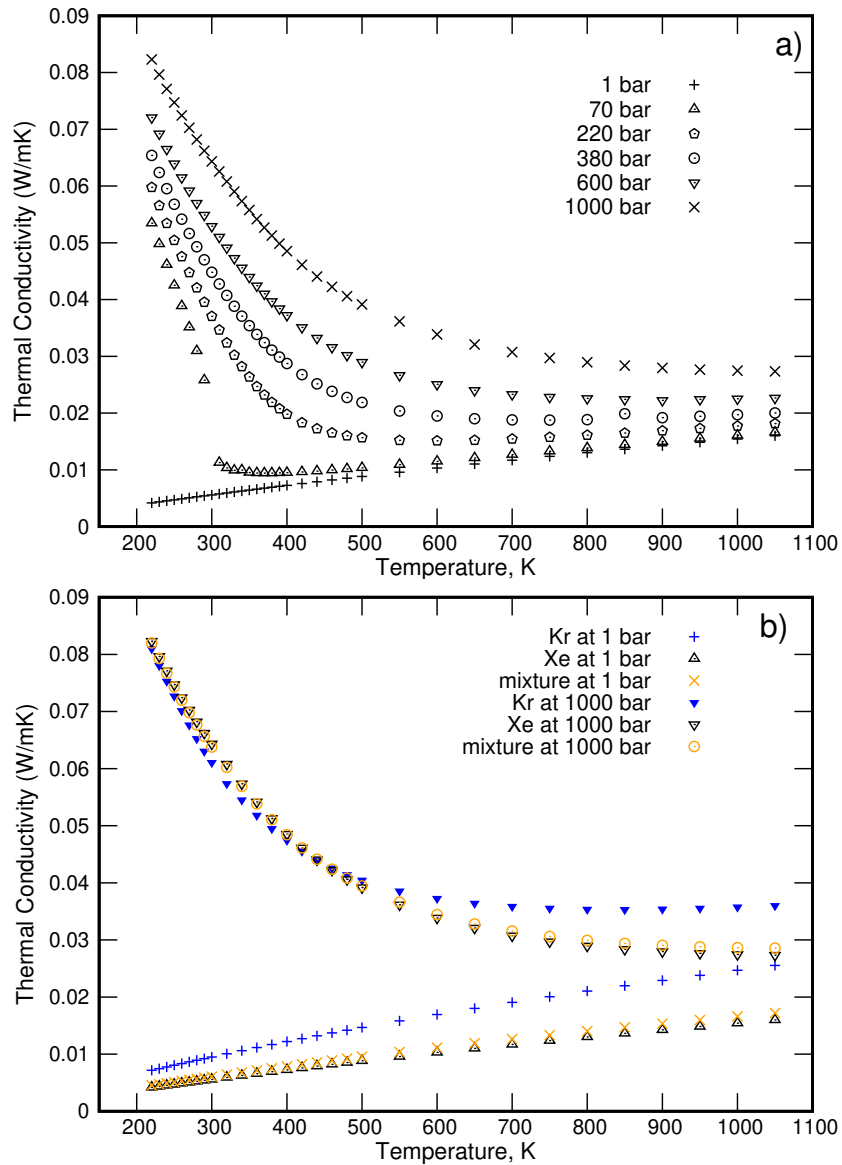 a)
0.09
0.08
0.07
0.06
0.05
0.04
0.03
0.02
0.01
0
Thermal Conductivity (W/mK)
1 bar
70 bar
220 bar
380 bar
600 bar
1000 bar
200 300 400 500 600 700 800 900 1000 1100
Temperature, K
b)
0.09
0.08
0.07
0.06
0.05
0.04
0.03
0.02
0.01
0
Thermal Conductivity (W/mK)
Kr at 1 bar
Xe at 1 bar
mixture at 1 bar
Kr at 1000 bar
Xe at 1000 bar
mixture at 1000 bar
200 300 400 500 600 700 800 900 1000 1100
Temperature, K